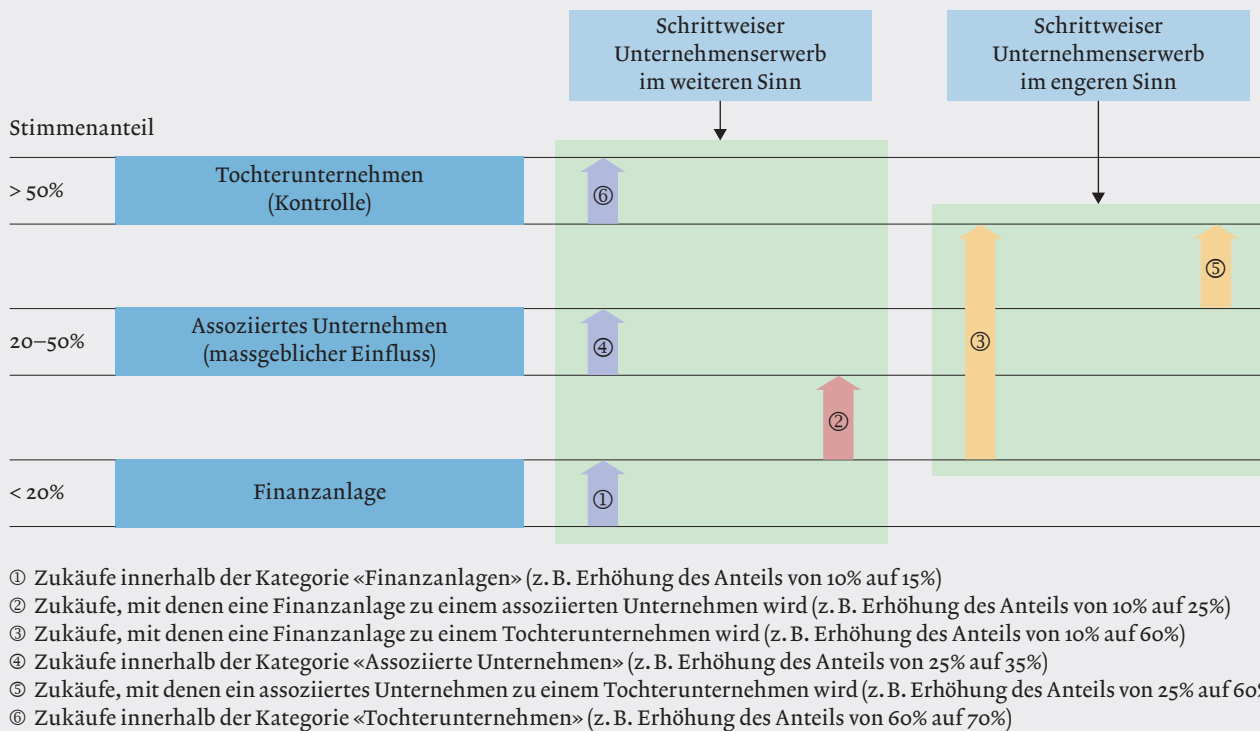 Schrittweiser
Unternehmenserwerb
im weiteren Sinn
Schrittweiser
Unternehmenserwerb
im engeren Sinn
Stimmenanteil
> 50%
Tochterunternehmen
(Kontrolle)
⑥
⑤
20–50%
Assoziiertes Unternehmen
(massgeblicher Einfluss)
④
③
②
< 20%
Finanzanlage
①
① Zukäufe innerhalb der Kategorie «Finanzanlagen» (z. B. Erhöhung des Anteils von 10% auf 15%)
② Zukäufe, mit denen eine Finanzanlage zu einem assoziierten Unternehmen wird (z. B. Erhöhung des Anteils von 10% auf 25%)
③ Zukäufe, mit denen eine Finanzanlage zu einem Tochterunternehmen wird (z. B. Erhöhung des Anteils von 10% auf 60%)
④ Zukäufe innerhalb der Kategorie «Assoziierte Unternehmen» (z. B. Erhöhung des Anteils von 25% auf 35%)
⑤ Zukäufe, mit denen ein assoziiertes Unternehmen zu einem Tochterunternehmen wird (z. B. Erhöhung des Anteils von 25% auf 60%
⑥ Zukäufe innerhalb der Kategorie «Tochterunternehmen» (z. B. Erhöhung des Anteils von 60% auf 70%)